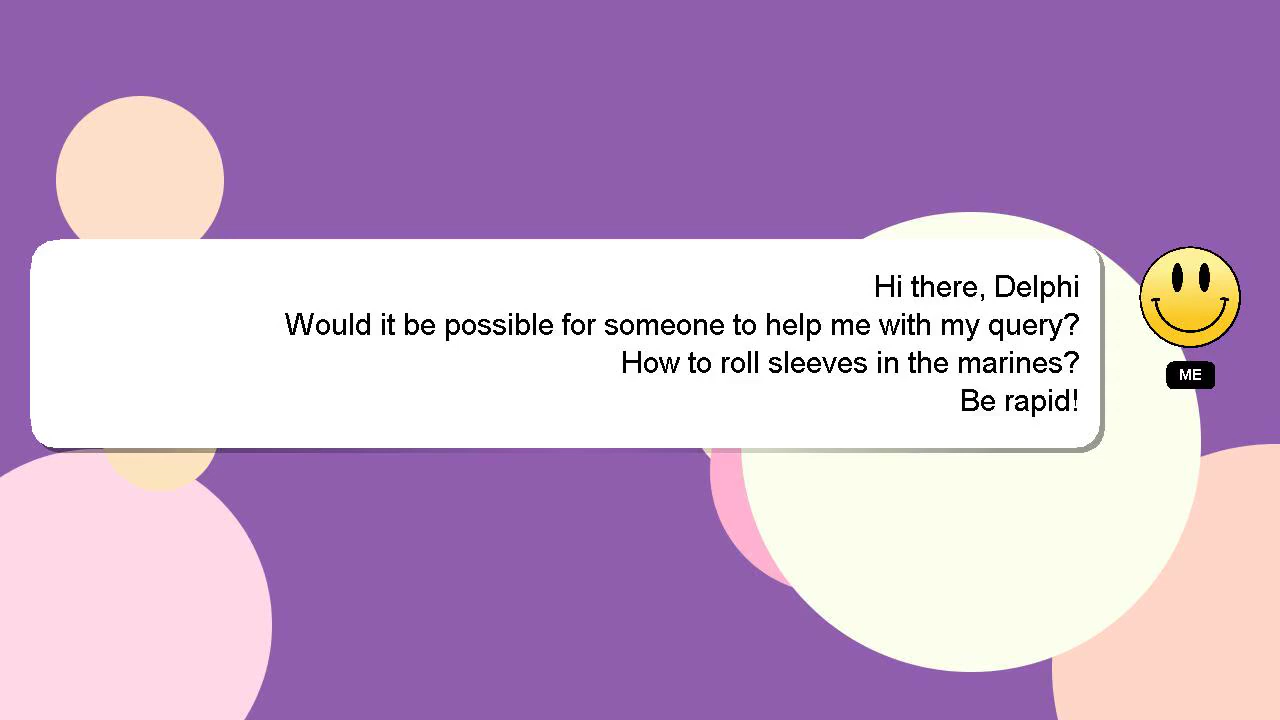 Hi there, Delphi
Would it be possible for someone to help me with my query?
How to roll sleeves in the marines?
Be rapid!
ME